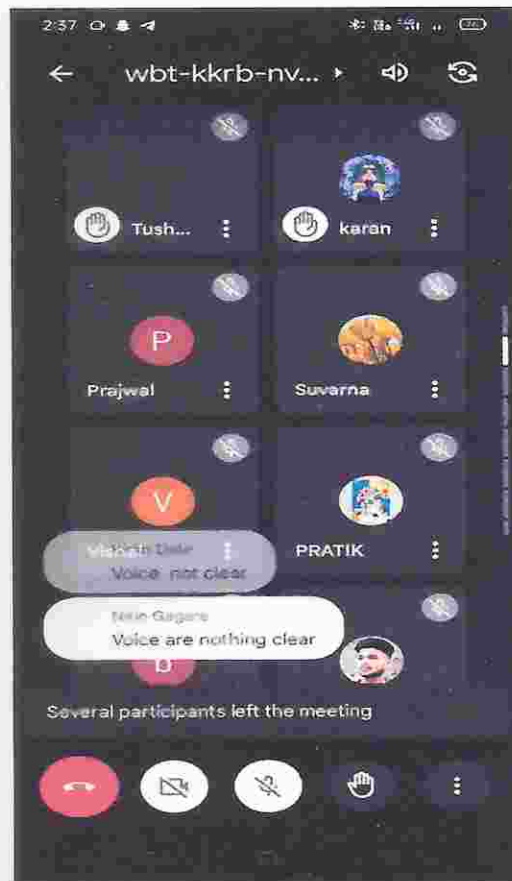 2:37
wbt-kkrb-nv...
Tush...
karan
P
Prajwal
Suvarna
V
PRATIK
Voice not clear
Voice are nothing clear
Several participants left the meeting